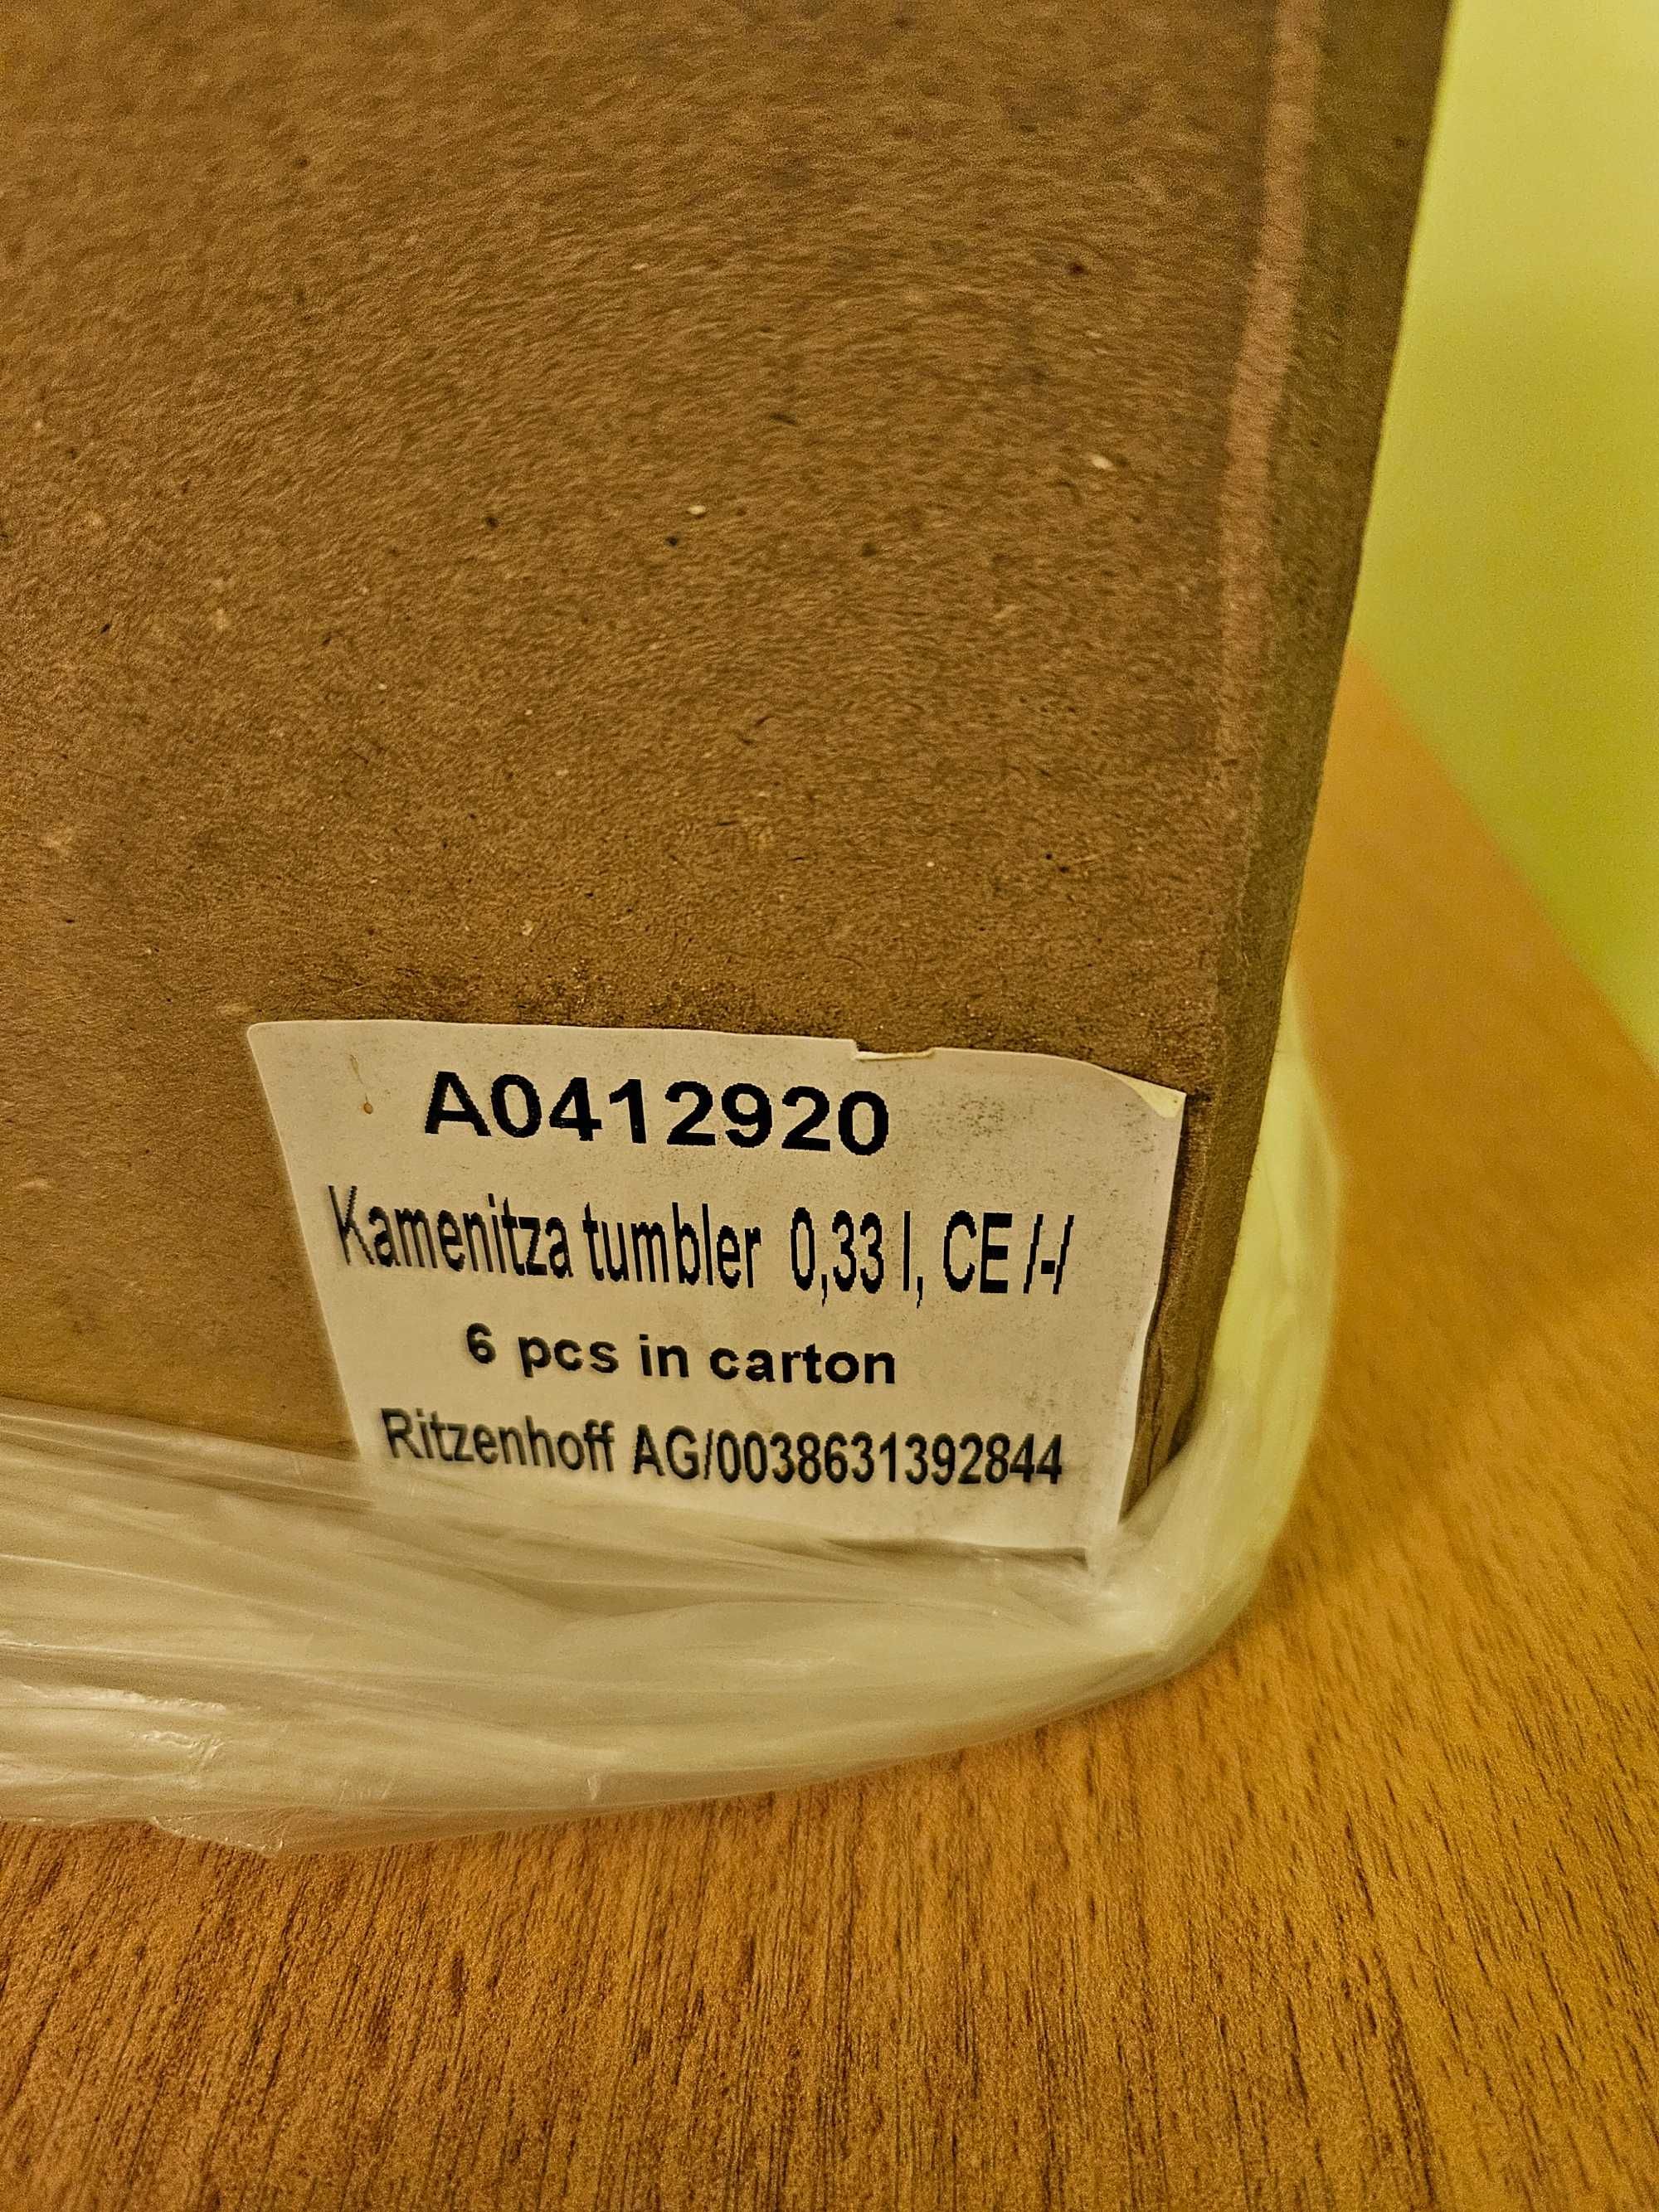 A0412920
Kamenitza tumbler 0,33 l, CE /-/
6 pcs in carton
Ritzenhoff AG/0038631392844